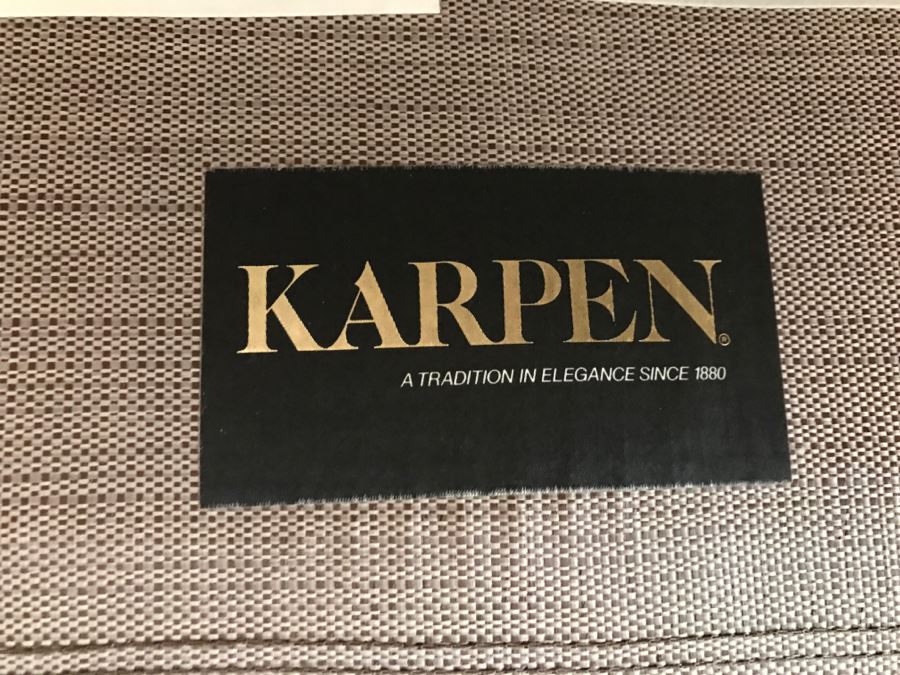 KARPEN®
A TRADITION IN ELEGANCE SINCE 1880